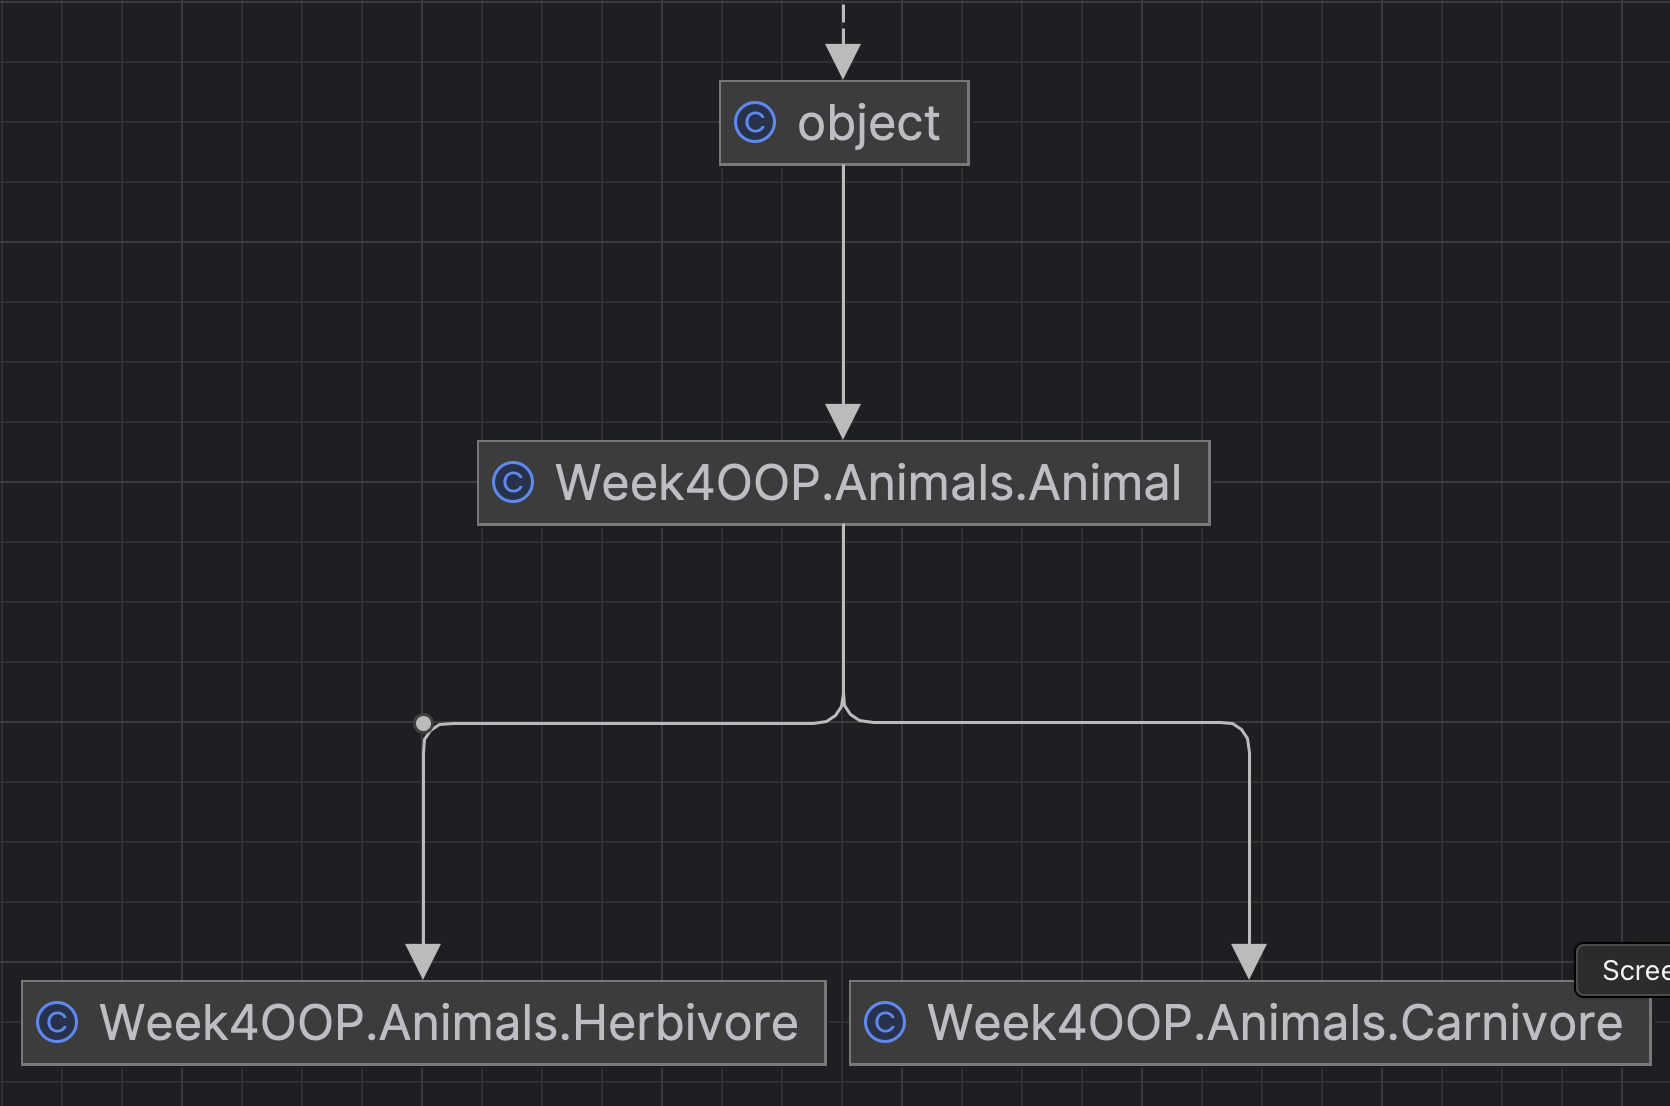 object
Week4OOP.Animals.Animal
Week4OOP.Animals.Herbivore
Week4OOP.Animals.Carnivore